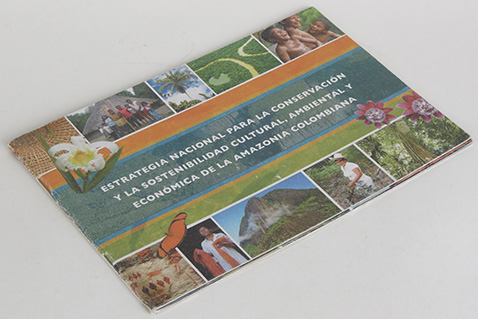 ESTRATEGIA NACIONAL PARA LA CONSERVACIÓN
Y LA SOSTENIBILIDAD CULTURAL, AMBIENTAL Y
ECONÓMICA DE LA AMAZONIA COLOMBIANA